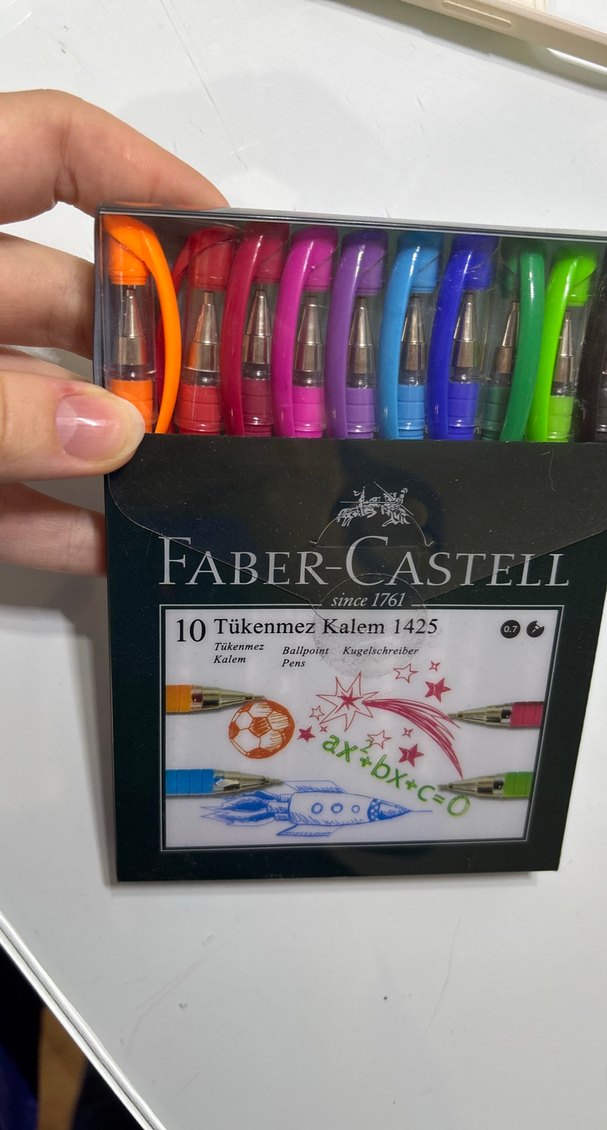 FABER-CASTELL
since 1761
10 Tükenmez Kalem 1425
0.7
Tükenmez Kalem
Ballpoint Pens
Kugelschreiber
ax²+bx+c=0